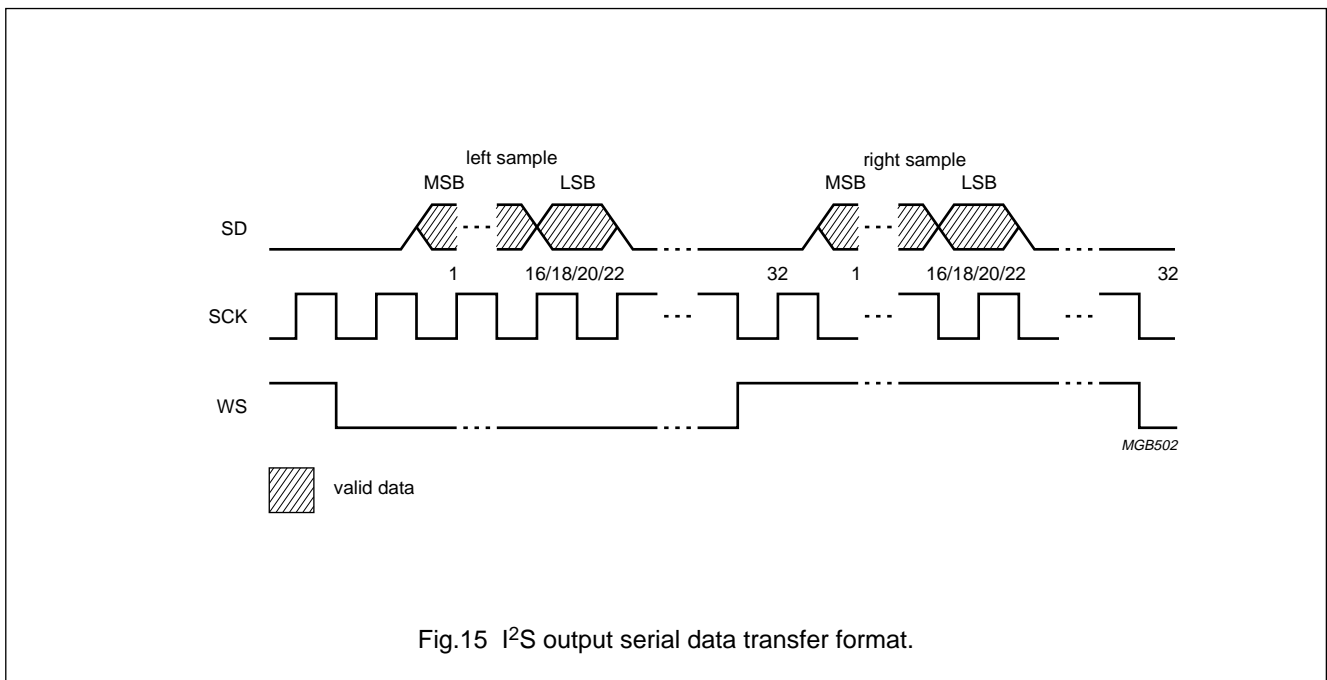 left sample right sample
MSB LSB MSB LSB
SD
1 16/18/20/22 32 1 16/18/20/22 32
SCK
WS
MGB502
valid data
Fig.15 I²S output serial data transfer format.